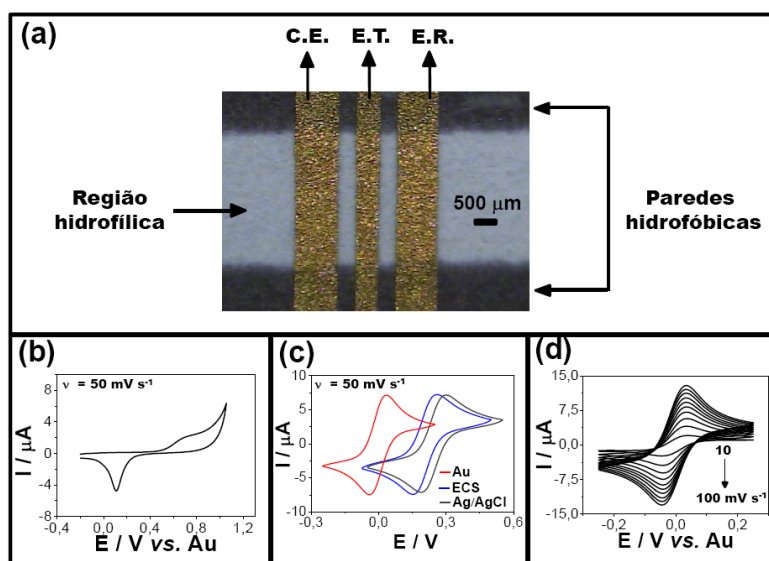 (a)
C.E. E.T. E.R.
Região
hidrofílica
500 μm
Paredes
hidrofóbicas
(b)
ν = 50 mV s⁻¹
8
4
0
-4
-8
I / μA
0,0 0,4 0,8 1,2
E / V vs. Au
(c)
ν = 50 mV s⁻¹
10
5
0
-5
-10
I / μA
Au
ECS
Ag/AgCl
-0,3 0,0 0,3 0,6
E / V
(d)
15,0
7,5
0,0
-7,5
-15,0
I / μA
10
100 mV s⁻¹
-0,2 0,0 0,2
E / V vs. Au